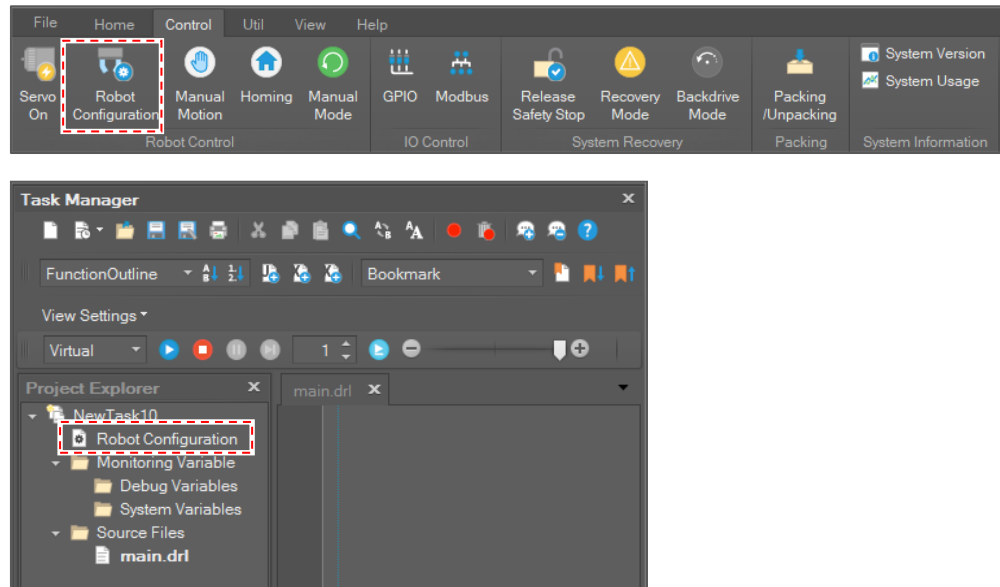 File Home Control Util View Help
Servo On
Robot Configuration
Manual Motion
Homing
Manual Mode
GPIO
Modbus
Release Safety Stop
Recovery Mode
Backdrive Mode
Packing /Unpacking
System Version
System Usage
Robot Control
IO Control
System Recovery
Packing
System Information
Task Manager
FunctionOutline
Bookmark
View Settings
Virtual
1
Project Explorer
main.drl
NewTask10
Robot Configuration
Monitoring Variable
Debug Variables
System Variables
Source Files
main.drl